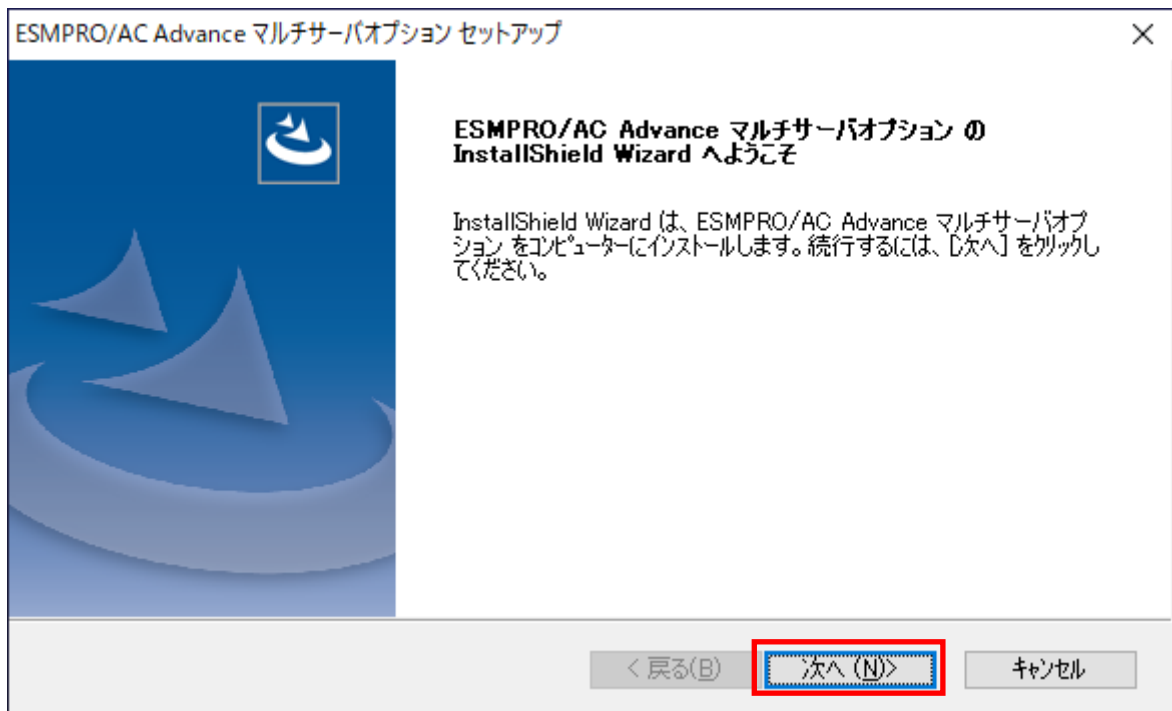 ESMPRO/AC Advance マルチサーバオプション セットアップ
ESMPRO/AC Advance マルチサーバオプション の
InstallShield Wizard へようこそ
InstallShield Wizard は、ESMPRO/AC Advance マルチサーバオプ
ション をコンピューターにインストールします。続行するには、[次へ] をクリックし
てください。
< 戻る(B)
次へ (N)>
キャンセル